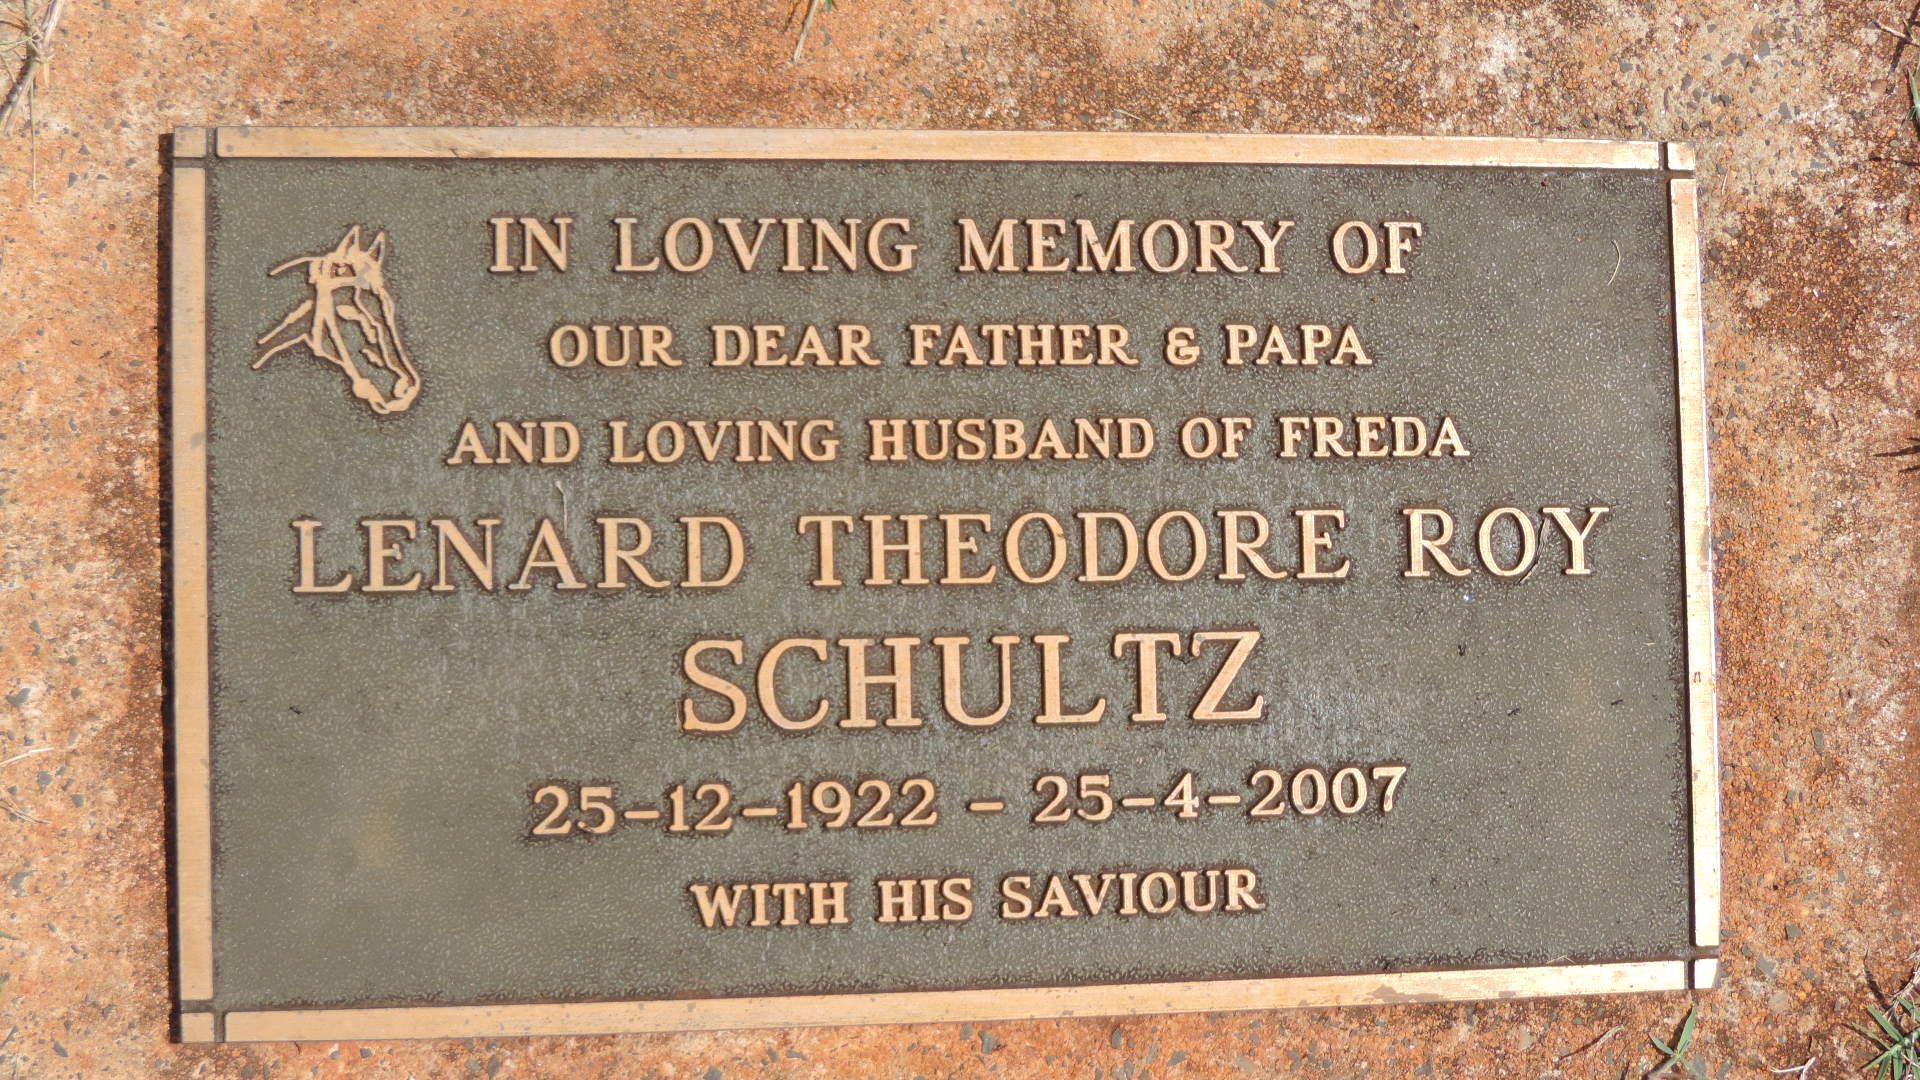 IN LOVING MEMORY OF
OUR DEAR FATHER & PAPA
AND LOVING HUSBAND OF FREDA
LENARD THEODORE ROY
SCHULTZ
25-12-1922 - 25-4-2007
WITH HIS SAVIOUR